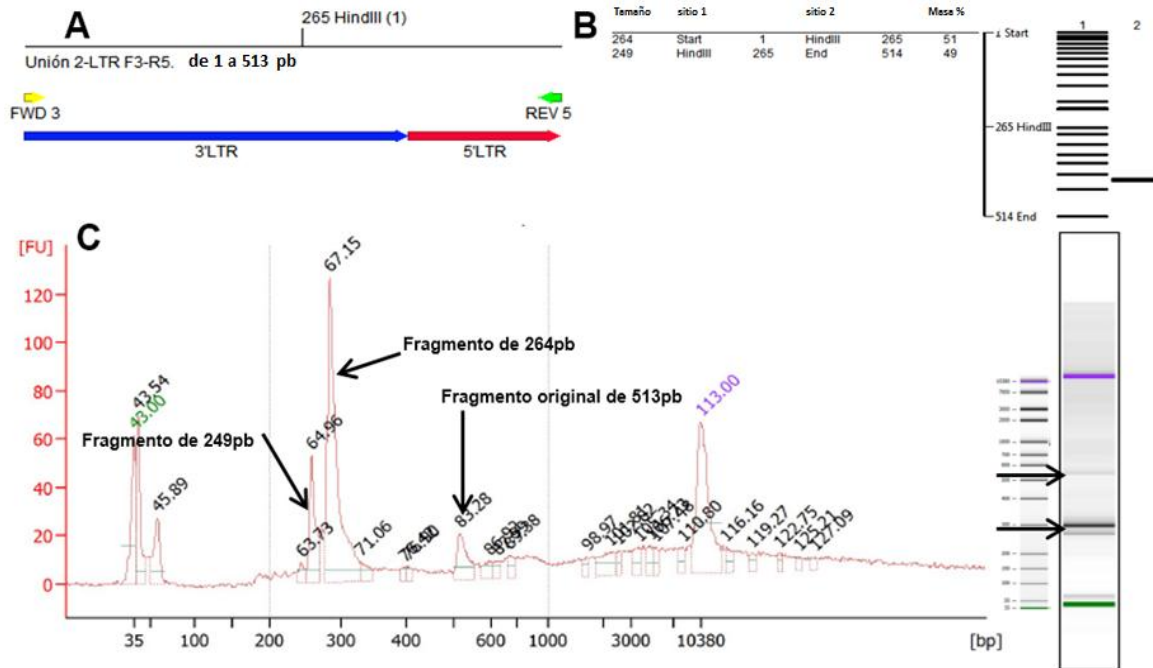 A
265 HindIII (1)
Unión 2-LTR F3-R5. de 1 a 513 pb
FWD 3
REV 5
3'LTR
5'LTR
B
Tamaño sitio 1 sitio 2 Masa %
264 Start 1 HindIII 265 51
249 HindIII 265 End 514 49
1 2
1 Start
265 HindIII
514 End
C
[FU]
120
100
80
60
40
20
0
43.00
43.54
45.89
63.73
64.96
67.15
71.06
83.28
98.97
110.80
113.00
116.16
119.27
122.75
125.21
127.09
Fragmento de 264pb
Fragmento original de 513pb
Fragmento de 249pb
35 100 200 300 400 600 1000 3000 10380 [bp]